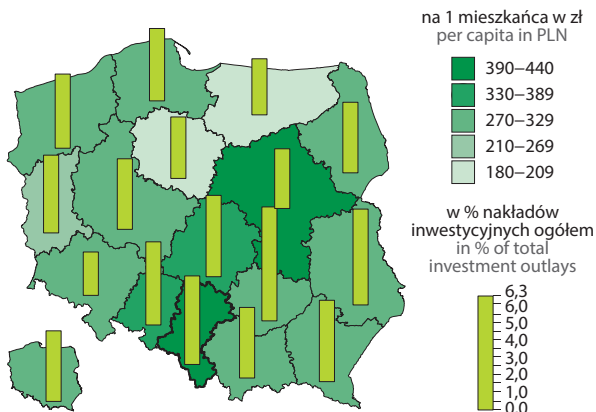 na 1 mieszkańca w zł
per capita in PLN
390–440
330–389
270–329
210–269
180–209
w % nakładów
inwestycyjnych ogółem
in % of total
investment outlays
6,3
6,0
5,0
4,0
3,0
2,0
1,0
0,0